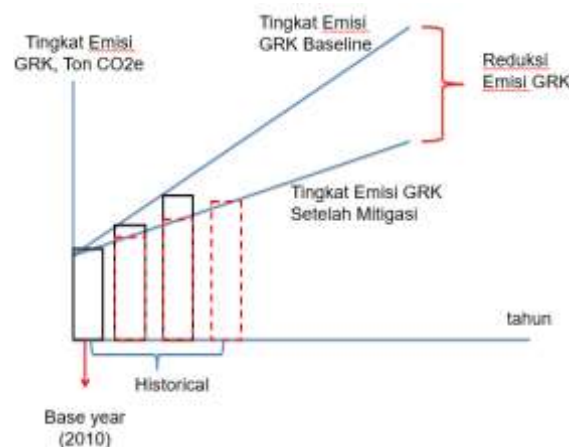 Tingkat Emisi
GRK, Ton CO2e
Tingkat Emisi
GRK Baseline
Reduksi
Emisi GRK
Tingkat Emisi GRK
Setelah Mitigasi
tahun
Historical
Base year
(2010)